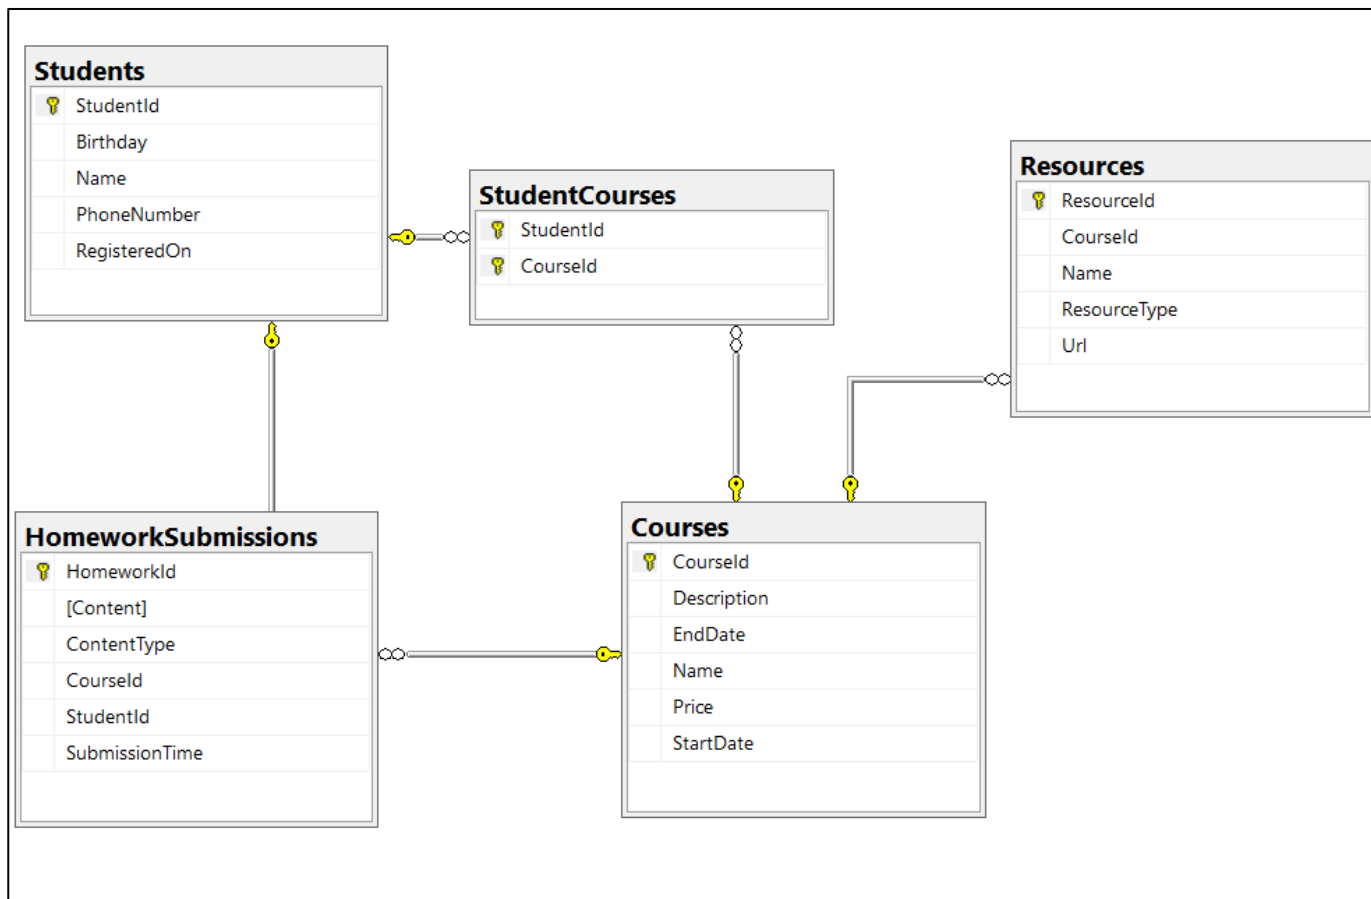 Students
StudentId
Birthday
Name
PhoneNumber
RegisteredOn
StudentCourses
StudentId
CourseId
Resources
ResourceId
CourseId
Name
ResourceType
Url
HomeworkSubmissions
HomeworkId
[Content]
ContentType
CourseId
StudentId
SubmissionTime
Courses
CourseId
Description
EndDate
Name
Price
StartDate